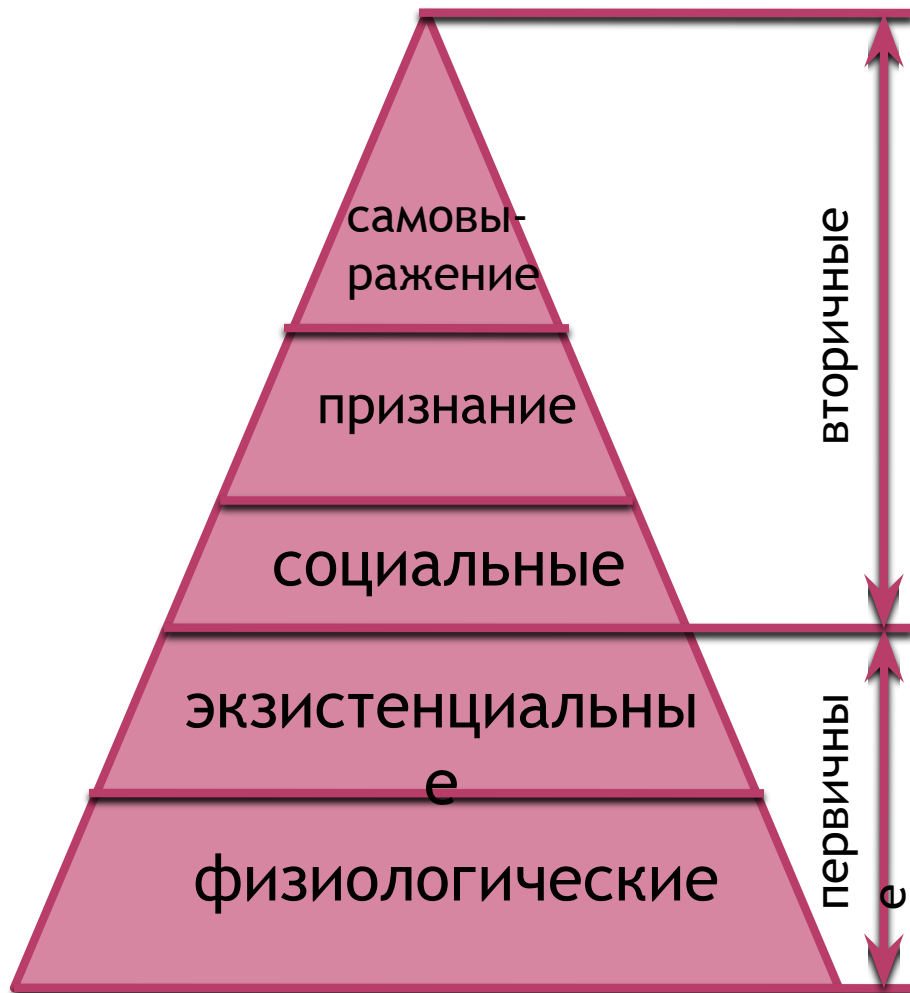 самовы-
ражение
признание
социальные
экзистенциальны
е
физиологические
вторичные
первичны
е